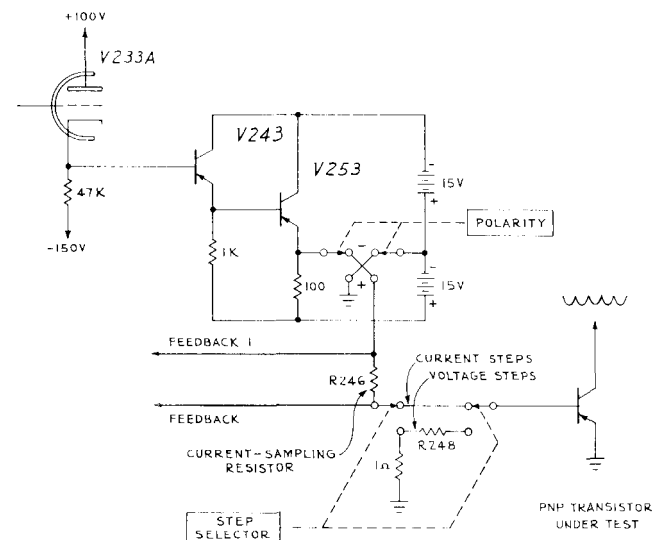 +100V
V233A
47K
-150V
V243
V253
1K
100
-
+
15V
-
+
15V
-
+
POLARITY
FEEDBACK 1
R246
CURRENT STEPS
VOLTAGE STEPS
FEEDBACK
R248
CURRENT-SAMPLING
RESISTOR
1Ω
STEP
SELECTOR
PNP TRANSISTOR
UNDER TEST